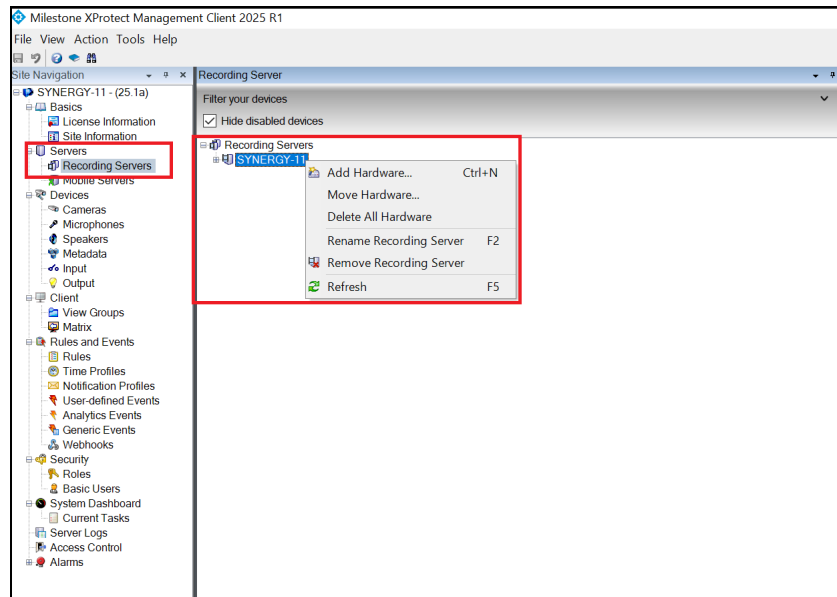 Milestone XProtect Management Client 2025 R1
File View Action Tools Help
Site Navigation
SYNERGY-11 - (25.1a)
Basics
License Information
Site Information
Servers
Recording Servers
Mobile Servers
Devices
Cameras
Microphones
Speakers
Metadata
Input
Output
Client
View Groups
Matrix
Rules and Events
Rules
Time Profiles
Notification Profiles
User-defined Events
Analytics Events
Generic Events
Webhooks
Security
Roles
Basic Users
System Dashboard
Current Tasks
Server Logs
Access Control
Alarms
Recording Server
Filter your devices
Hide disabled devices
Recording Servers
SYNERGY-11
Add Hardware... Ctrl+N
Move Hardware...
Delete All Hardware
Rename Recording Server F2
Remove Recording Server
Refresh F5